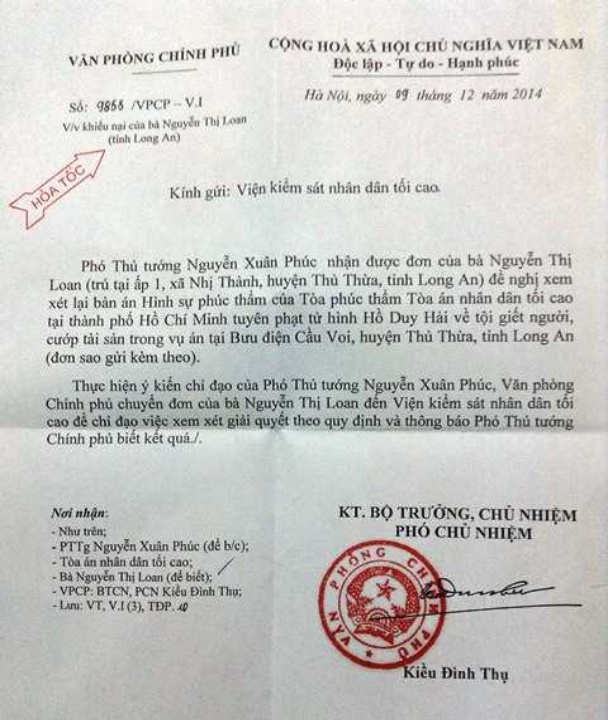 VĂN PHÒNG CHÍNH PHỦ
CỘNG HOÀ XÃ HỘI CHỦ NGHĨA VIỆT NAM
Độc lập - Tự do - Hạnh phúc
Số: 9855 /VPCP – V.I
V/v khiếu nại của bà Nguyễn Thị Loan
(tỉnh Long An)
Hà Nội, ngày 09 tháng 12 năm 2014
HỎA TỐC
Kính gửi: Viện kiểm sát nhân dân tối cao.
Phó Thủ tướng Nguyễn Xuân Phúc nhận được đơn của bà Nguyễn Thị
Loan (trú tại ấp 1, xã Nhị Thành, huyện Thủ Thừa, tỉnh Long An) đề nghị xem
xét lại bản án Hình sự phúc thẩm của Tòa phúc thẩm Tòa án nhân dân tối cao
tại thành phố Hồ Chí Minh tuyên phạt tử hình Hồ Duy Hải về tội giết người,
cướp tài sản trong vụ án tại Bưu điện Cầu Voi, huyện Thủ Thừa, tỉnh Long An
(đơn sao gửi kèm theo).
Thực hiện ý kiến chỉ đạo của Phó Thủ tướng Nguyễn Xuân Phúc, Văn phòng
Chính phủ chuyển đơn của bà Nguyễn Thị Loan đến Viện kiểm sát nhân dân tối
cao để chỉ đạo việc xem xét giải quyết theo quy định và thông báo Phó Thủ tướng
Chính phủ biết kết quả./.
Nơi nhận:
- Như trên;
- PTTg Nguyễn Xuân Phúc (để b/c);
- Tòa án nhân dân tối cao;
- Bà Nguyễn Thị Loan (để biết);
- VPCP: BTCN, PCN Kiều Đình Thụ;
- Lưu: VT, V.I (3), TĐP.
KT. BỘ TRƯỞNG, CHỦ NHIỆM
PHÓ CHỦ NHIỆM
VĂN PHÒNG CHÍNH PHỦ
Kiều Đình Thụ